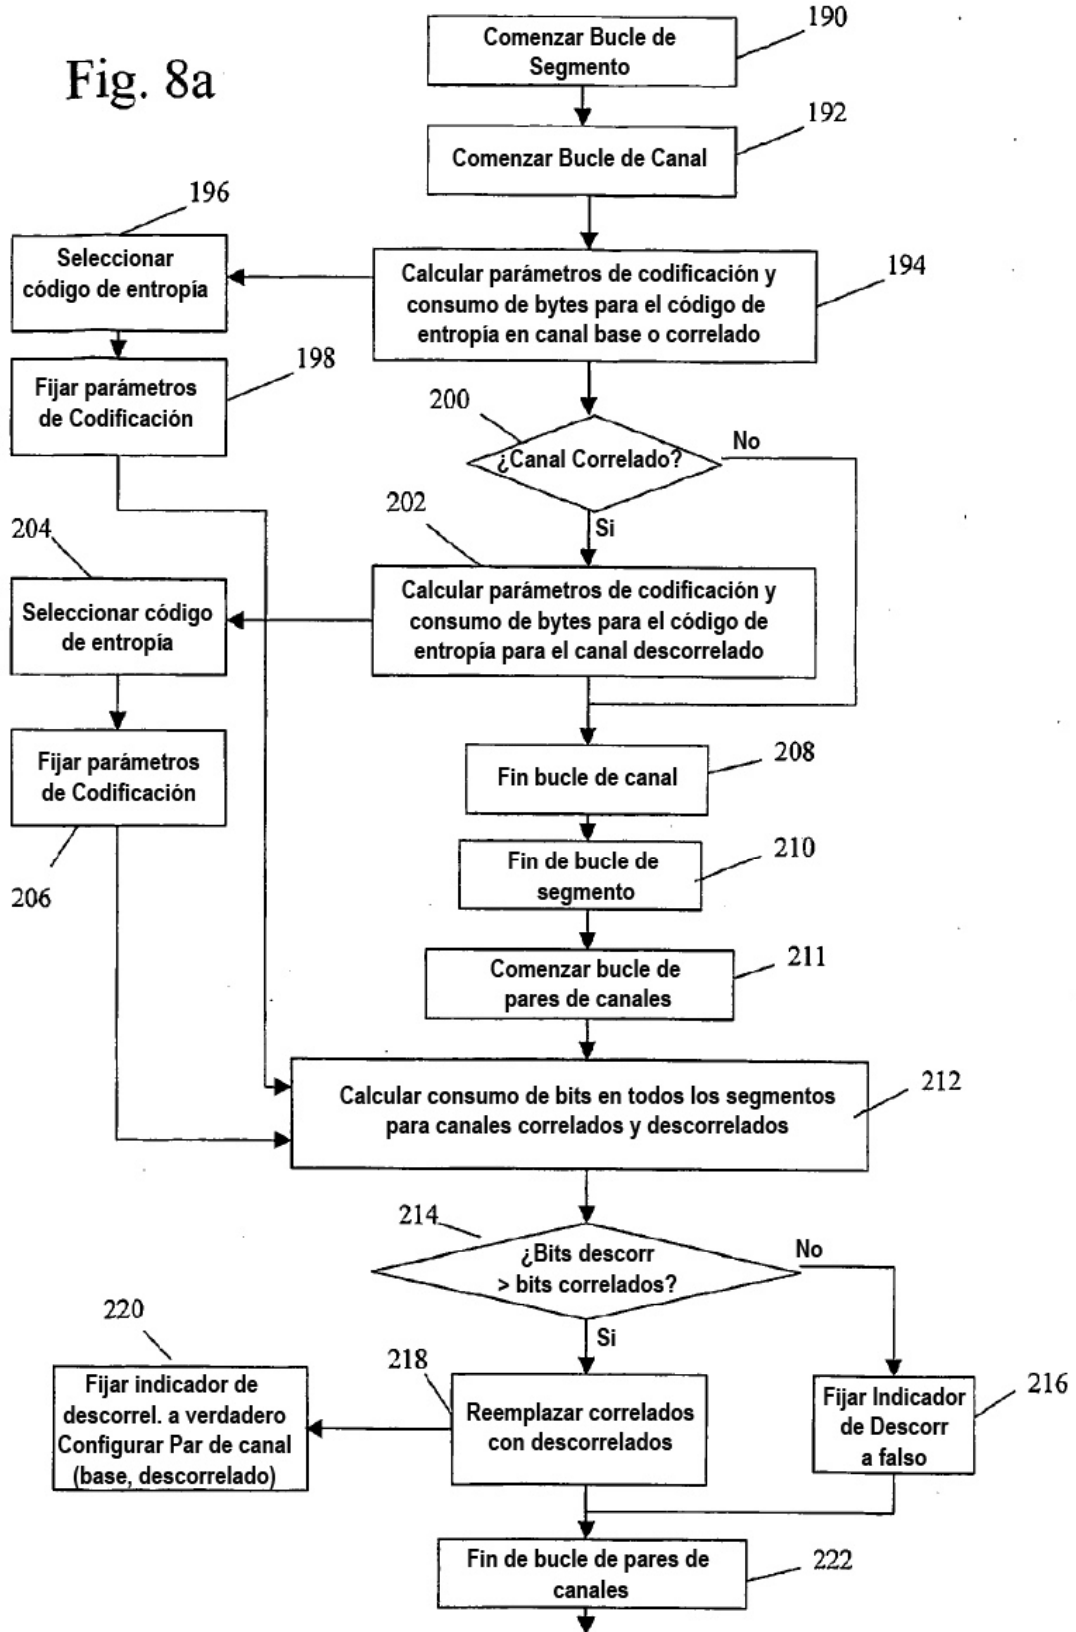 Fig. 8a
190
Comenzar Bucle de
Segmento
192
Comenzar Bucle de Canal
196
Seleccionar
código de entropía
Calcular parámetros de codificación y
consumo de bytes para el código de
entropía en canal base o correlado
194
198
Fijar parámetros
de Codificación
200
¿Canal Correlado?
No
Si
202
204
Seleccionar código
de entropía
Calcular parámetros de codificación y
consumo de bytes para el código de
entropía para el canal descorrelado
Fijar parámetros
de Codificación
206
Fin bucle de canal
208
Fin de bucle de
segmento
210
Comenzar bucle de
pares de canales
211
Calcular consumo de bits en todos los segmentos
para canales correlados y descorrelados
212
214
¿Bits descorr
> bits correlados?
No
Si
220
Fijar indicador de
descorrel. a verdadero
Configurar Par de canal
(base, descorrelado)
218
Reemplazar correlados
con descorrelados
Fijar Indicador
de Descorr
a falso
216
Fin de bucle de pares de
canales
222